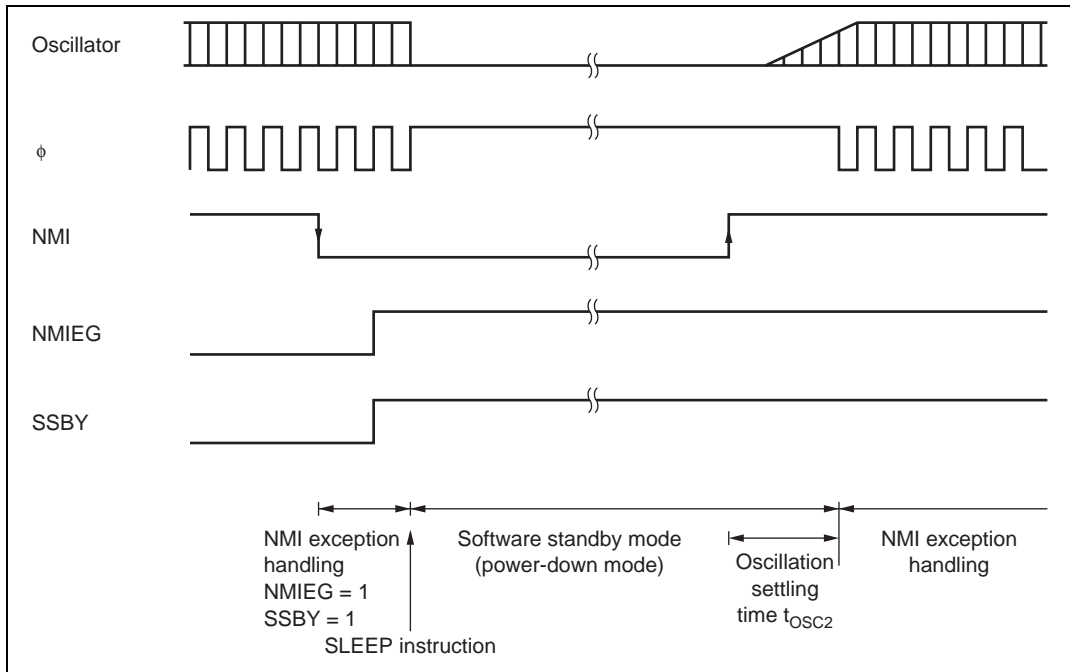 Oscillator
ϕ
NMI
NMIEG
SSBY
NMI exception
handling
NMIEG = 1
SSBY = 1
SLEEP instruction
Software standby mode
(power-down mode)
Oscillation
settling
time tOSC2
NMI exception
handling